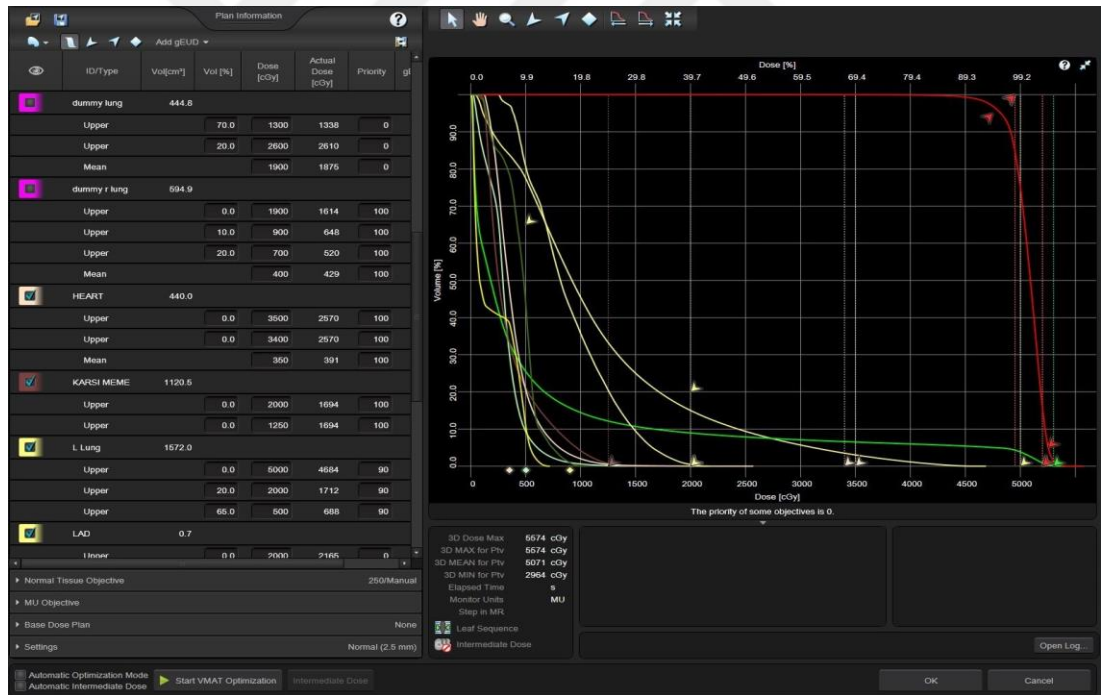 Plan Information
?
Add gEUD
ID/Type Vol[cm³] Vol [%] Dose [cGy] Actual Dose [cGy] Priority
dummy lung 444.8
Upper 70.0 1300 1338 0
Upper 20.0 2600 2610 0
Mean 1900 1875 0
dummy r lung 594.9
Upper 0.0 1900 1614 100
Upper 10.0 900 648 100
Upper 20.0 700 520 100
Mean 400 429 100
HEART 440.0
Upper 0.0 3500 2570 100
Upper 0.0 3400 2570 100
Mean 350 391 100
KARSI MEME 1120.5
Upper 0.0 2000 1694 100
Upper 0.0 1250 1694 100
L Lung 1572.0
Upper 0.0 5000 4684 90
Upper 20.0 2000 1712 90
Upper 65.0 500 688 90
LAD 0.7
Upper 0.0 2000 2165 0
Normal Tissue Objective 250/Manual
MU Objective
Base Dose Plan None
Settings Normal (2.5 mm)
Automatic Optimization Mode
Automatic Intermediate Dose
Start VMAT Optimization
Intermediate Dose
Dose [%]
?
0.0 9.9 19.8 29.8 39.7 49.6 59.5 69.4 79.4 89.3 99.2
Volume [%]
90.0
80.0
70.0
60.0
50.0
40.0
30.0
20.0
10.0
0.0
0 500 1000 1500 2000 2500 3000 3500 4000 4500 5000
Dose [cGy]
The priority of some objectives is 0.
3D Dose Max 5574 cGy
3D MAX for Ptv 5574 cGy
3D MEAN for Ptv 5071 cGy
3D MIN for Ptv 2964 cGy
Elapsed Time s
Monitor Units MU
Step in MR
Leaf Sequence
Intermediate Dose
Open Log...
OK
Cancel